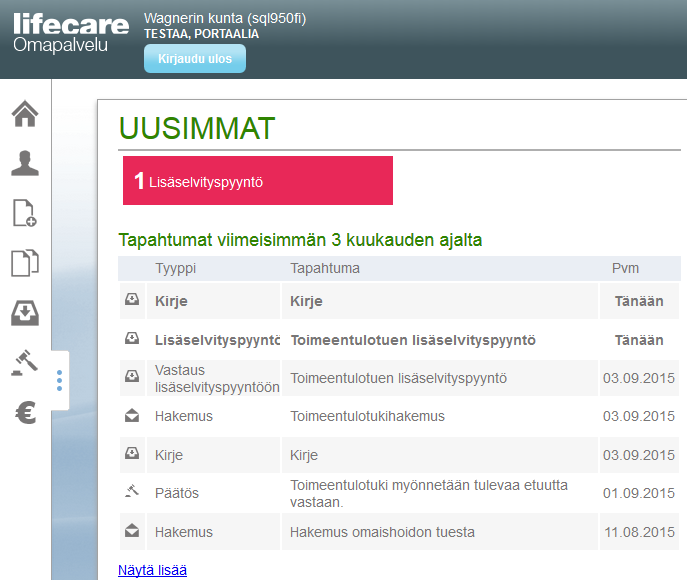 lifecare
Omapalvelu
Wagnerin kunta (sql950fi)
TESTAA, PORTAALIA
Kirjaudu ulos
UUSIMMAT
1 Lisäselvityspyyntö
Tapahtumat viimeisimmän 3 kuukauden ajalta
Tyyppi Tapahtuma Pvm
Kirje Kirje Tänään
Lisäselvityspyyntö Toimeentulotuen lisäselvityspyyntö Tänään
Vastaus
lisäselvityspyyntöön Toimeentulotuen lisäselvityspyyntö 03.09.2015
Hakemus Toimeentulotukihakemus 03.09.2015
Kirje Kirje 03.09.2015
Päätös Toimeentulotuki myönnetään tulevaa etuutta
vastaan. 01.09.2015
Hakemus Hakemus omaishoidon tuesta 11.08.2015
Näytä lisää